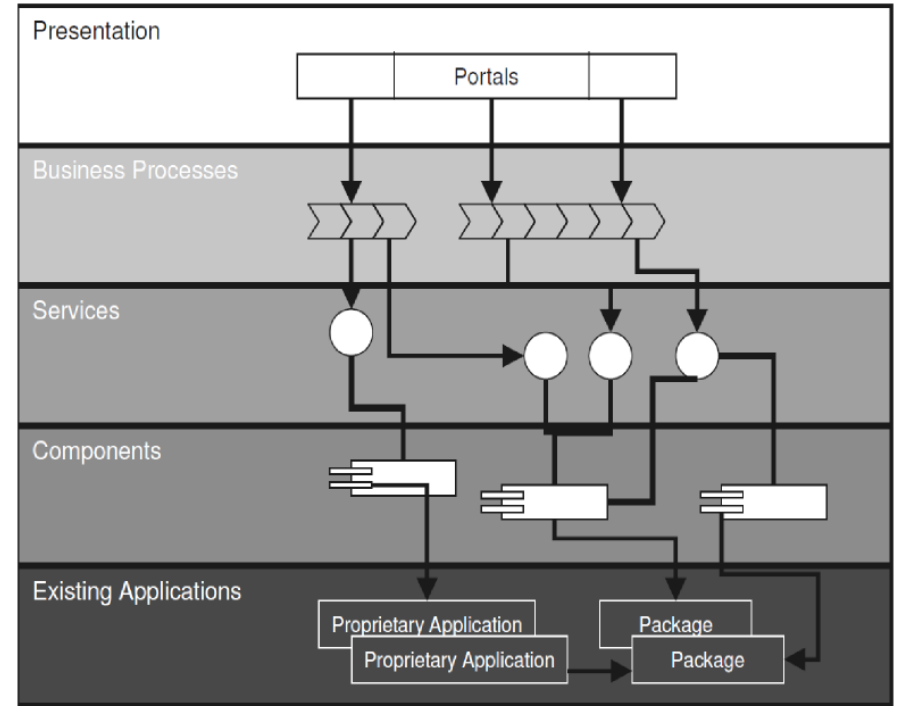 Presentation
Portals
Business Processes
Services
Components
Existing Applications
Proprietary Application
Package
Proprietary Application
Package